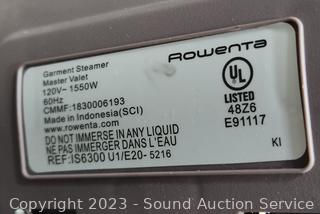 Garment Steamer
Master Valet
120V~ 1550W
60Hz
CMMF:1830006193
Made in Indonesia(SCI)
www.rowenta.com
DO NOT IMMERSE IN ANY LIQUID
NE PAS IMMERGER DANS L'EAU
REF:IS6300 U1/E20- 5216
Rowenta
UL
LISTED
48Z6
E91117
KI
Copyright 2023 - Sound Auction Service